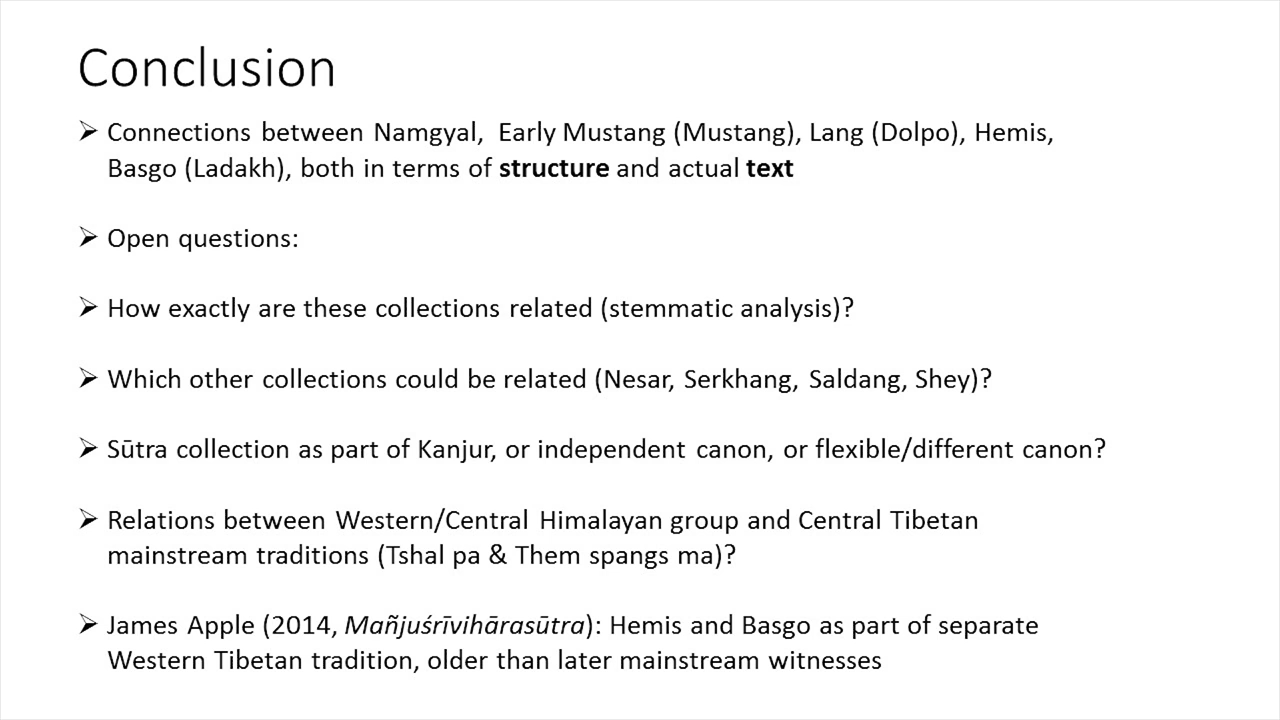 Conclusion
➢ Connections between Namgyal, Early Mustang (Mustang), Lang (Dolpo), Hemis,
Basgo (Ladakh), both in terms of structure and actual text
➢ Open questions:
➢ How exactly are these collections related (stemmatic analysis)?
➢ Which other collections could be related (Nesar, Serkhang, Saldang, Shey)?
➢ Sūtra collection as part of Kanjur, or independent canon, or flexible/different canon?
➢ Relations between Western/Central Himalayan group and Central Tibetan
mainstream traditions (Tshal pa & Them spangs ma)?
➢ James Apple (2014, Mañjuśrīvihārasūtra): Hemis and Basgo as part of separate
Western Tibetan tradition, older than later mainstream witnesses